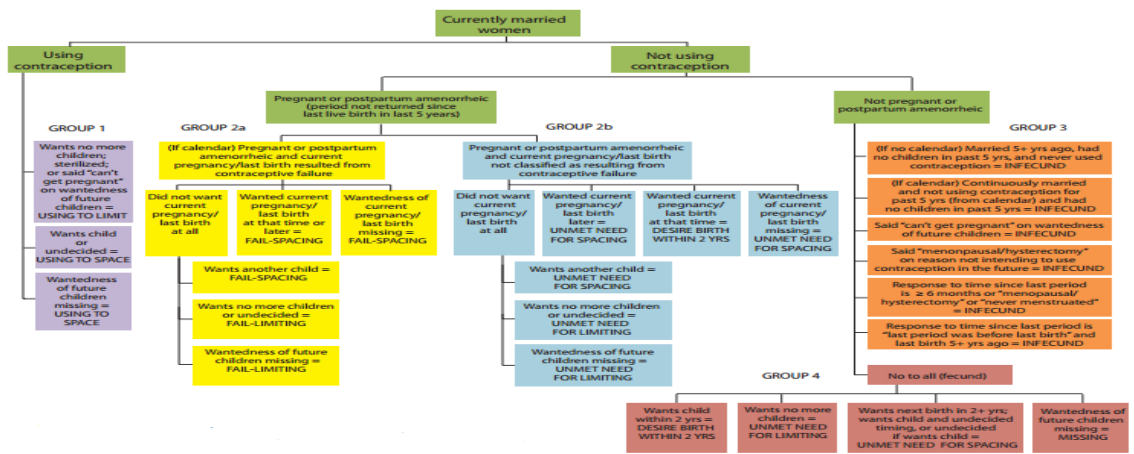 Currently married
women
Using
contraception
Not using
contraception
Pregnant or postpartum amenorrheic
(period not returned since
last live birth in last 5 years)
Not pregnant or
postpartum amenorrheic
GROUP 1
Wants no more
children;
sterilized;
or said "can't
get pregnant"
on wantedness
of future
children =
USING TO LIMIT
Wants child
or
undecided =
USING TO SPACE
Wantedness
of future
children
missing =
USING TO
SPACE
GROUP 2a
(If calendar) Pregnant or postpartum
amenorrheic and current
pregnancy/last birth resulted from
contraceptive failure
Did not want
current
pregnancy/
last birth
at all
Wanted current
pregnancy/
last birth
at that time or
later =
FAIL-SPACING
Wantedness of
current
pregnancy/
last birth
missing =
FAIL-SPACING
Wants another child =
FAIL-SPACING
Wants no more children
or undecided =
FAIL-LIMITING
Wantedness of future
children missing =
FAIL-LIMITING
GROUP 2b
Pregnant or postpartum amenorrheic
and current pregnancy/last birth
not classified as resulting from
contraceptive failure
Did not want
current
pregnancy/
last birth
at all
Wanted current
pregnancy/
last birth
later =
UNMET NEED
FOR SPACING
Wanted current
pregnancy/
last birth
at that time =
DESIRE BIRTH
WITHIN 2 YRS
Wantedness
of current
pregnancy/
last birth
missing =
UNMET NEED
FOR SPACING
Wants another child =
UNMET NEED
FOR SPACING
Wants no more children
or undecided =
UNMET NEED
FOR LIMITING
Wantedness of future
children missing =
UNMET NEED
FOR LIMITING
GROUP 3
(If no calendar) Married 5+ yrs ago, had
no children in past 5 yrs, and never used
contraception = INFECUND
(If calendar) Continuously married
and not using contraception for
past 5 years (from calendar) and had
no children in past 5 yrs = INFECUND
Said "can't get pregnant" on wantedness
of future children = INFECUND
Said "menonpausal/hysterectomy"
on reason not intending to use
contraception in the future = INFECUND
Response to time since last period
is ≥ 6 months or "menopausal/
hysterectomy" or "never menstruated"
= INFECUND
Response to time since last period is
"last period was before last birth" and
last birth 5+ yrs ago = INFECUND
GROUP 4
No to all (fecund)
Wants child
within 2 yrs =
DESIRE BIRTH
WITHIN 2 YRS
Wants no more
children =
UNMET NEED
FOR LIMITING
Wants next birth in 2+ yrs;
wants child and undecided
timing, or undecided
if wants child =
UNMET NEED FOR SPACING
Wantedness of
future children
missing =
MISSING